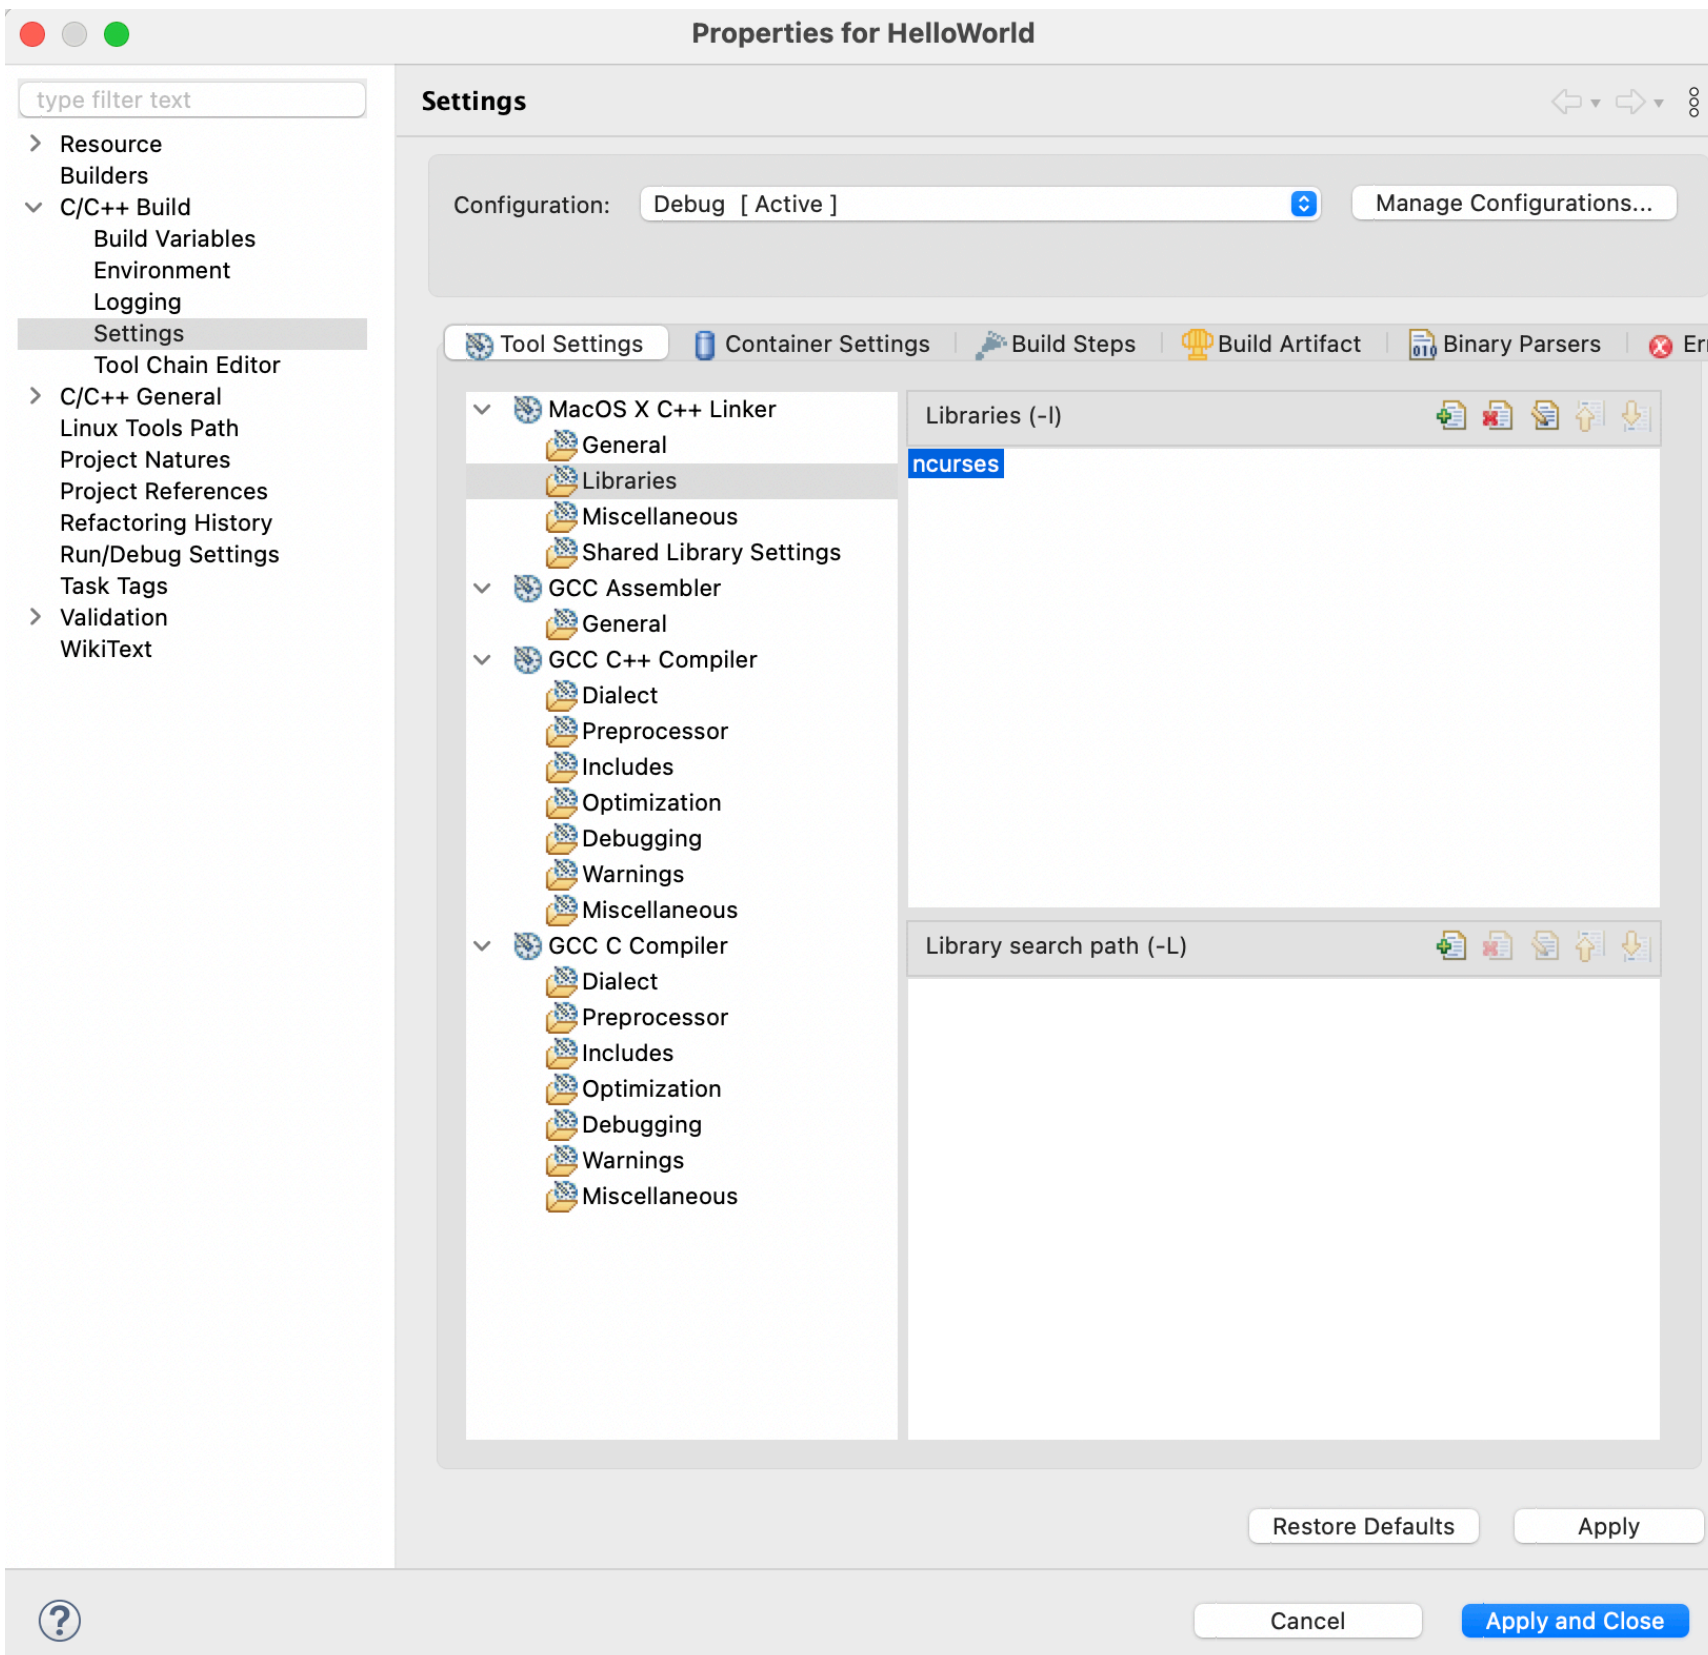 Properties for HelloWorld
type filter text
Resource
Builders
C/C++ Build
Build Variables
Environment
Logging
Settings
Tool Chain Editor
C/C++ General
Linux Tools Path
Project Natures
Project References
Refactoring History
Run/Debug Settings
Task Tags
Validation
WikiText
Settings
Configuration: Debug [ Active ] Manage Configurations...
Tool Settings Container Settings Build Steps Build Artifact Binary Parsers Err
MacOS X C++ Linker
General
Libraries
Miscellaneous
Shared Library Settings
GCC Assembler
General
GCC C++ Compiler
Dialect
Preprocessor
Includes
Optimization
Debugging
Warnings
Miscellaneous
GCC C Compiler
Dialect
Preprocessor
Includes
Optimization
Debugging
Warnings
Miscellaneous
Libraries (-l)
ncurses
Library search path (-L)
Restore Defaults Apply
? Cancel Apply and Close